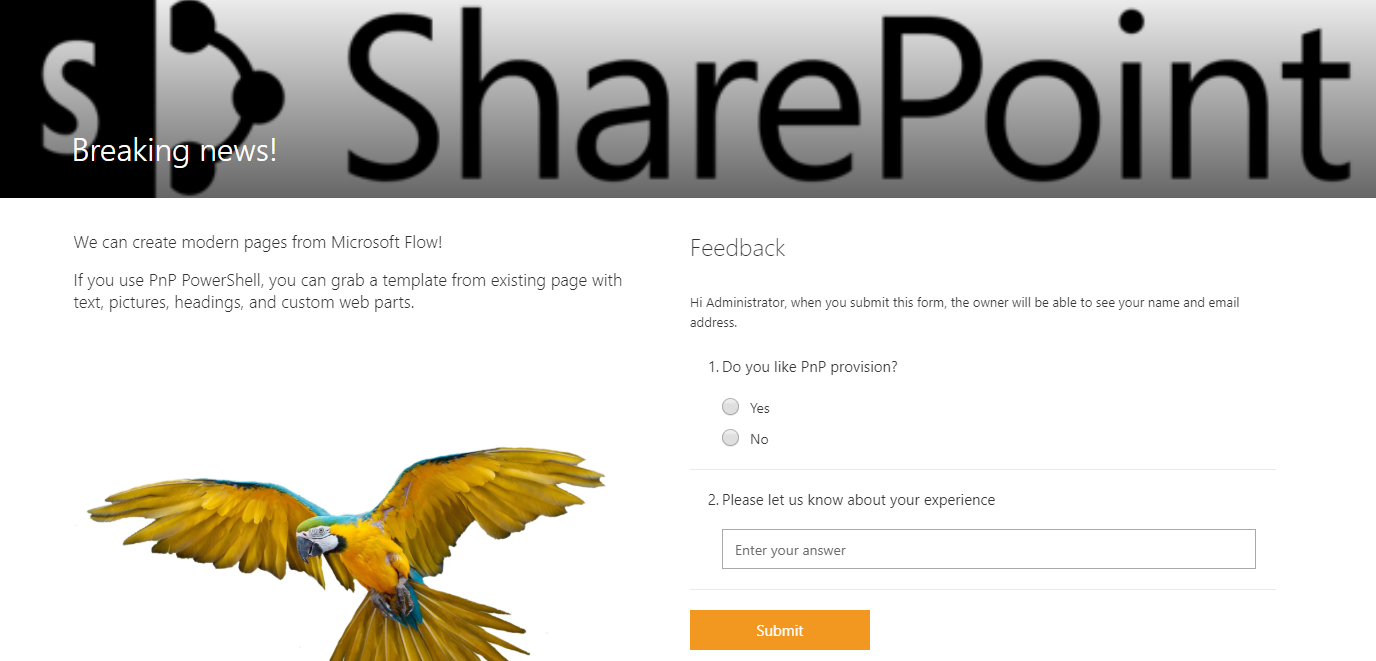 S
SharePoint
Breaking news!
We can create modern pages from Microsoft Flow!
If you use PnP PowerShell, you can grab a template from existing page with
text, pictures, headings, and custom web parts.
Feedback
Hi Administrator, when you submit this form, the owner will be able to see your name and email
address.
1. Do you like PnP provision?
Yes
No
2. Please let us know about your experience
Enter your answer
Submit